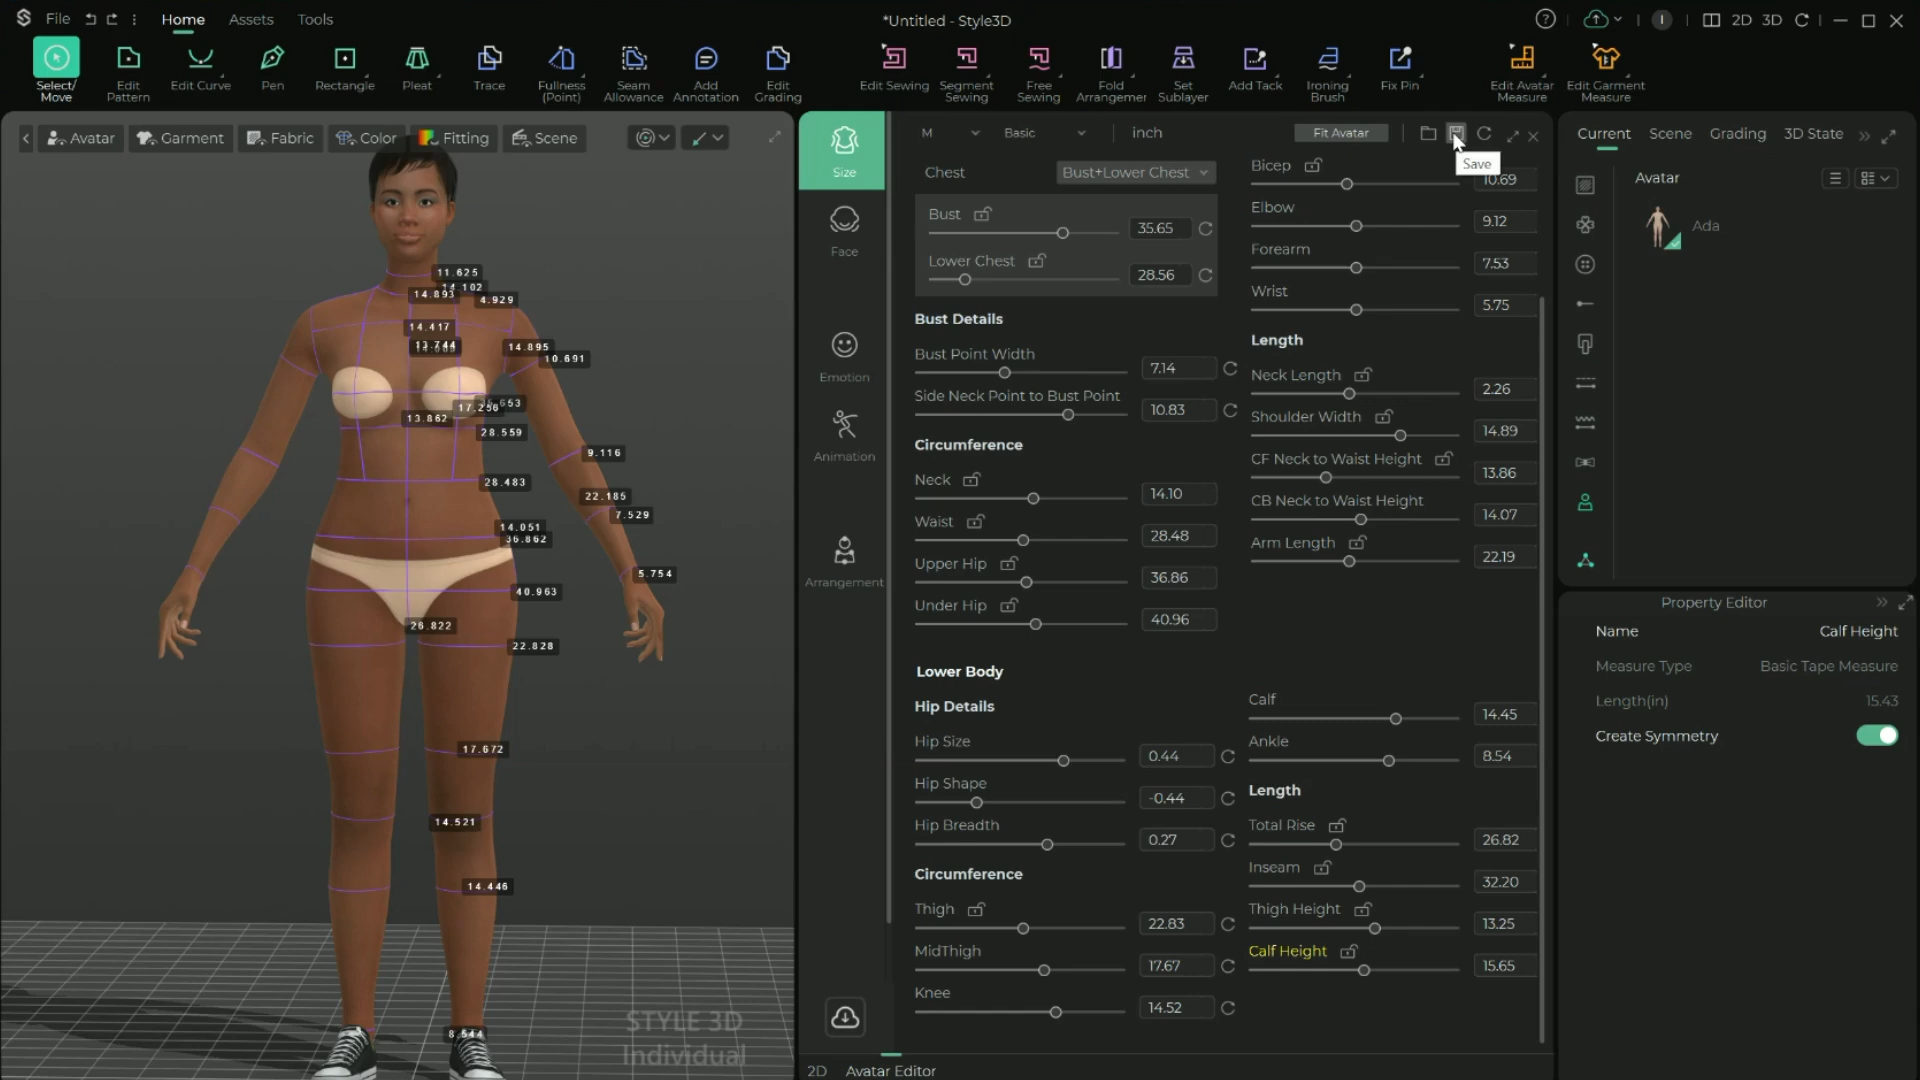 File
Home
Assets
Tools
*Untitled - Style3D
2D
3D
Select/
Move
Edit
Pattern
Edit Curve
Pen
Rectangle
Pleat
Trace
Fullness
(Point)
Seam
Allowance
Add
Annotation
Edit
Grading
Edit Sewing
Segment
Sewing
Free
Sewing
Fold
Arrangemer
Set
Sublayer
Add Tack
Ironing
Brush
Fix Pin
Edit Avatar
Measure
Edit Garment
Measure
Avatar
Garment
Fabric
Color
Fitting
Scene
11.625
14.102
14.893
4.929
14.417
13.744
14.895
10.691
17.256
13.862
28.559
9.116
28.483
22.185
7.529
14.051
36.862
5.754
40.963
26.822
22.828
17.672
14.521
14.446
8.544
STYLE 3D
Individual
Size
Face
Emotion
Animation
Arrangement
M
Basic
inch
Fit Avatar
Save
Chest
Bust+Lower Chest
Bust
35.65
Lower Chest
28.56
Bust Details
Bust Point Width
7.14
Side Neck Point to Bust Point
10.83
Circumference
Neck
14.10
Waist
28.48
Upper Hip
36.86
Under Hip
40.96
Bicep
10.69
Elbow
9.12
Forearm
7.53
Wrist
5.75
Length
Neck Length
2.26
Shoulder Width
14.89
CF Neck to Waist Height
13.86
CB Neck to Waist Height
14.07
Arm Length
22.19
Lower Body
Hip Details
Hip Size
0.44
Hip Shape
-0.44
Hip Breadth
0.27
Circumference
Thigh
22.83
MidThigh
17.67
Knee
14.52
Calf
14.45
Ankle
8.54
Length
Total Rise
26.82
Inseam
32.20
Thigh Height
13.25
Calf Height
15.65
2D
Avatar Editor
Current
Scene
Grading
3D State
Avatar
Ada
Property Editor
Name
Calf Height
Measure Type
Basic Tape Measure
Length(in)
15.43
Create Symmetry